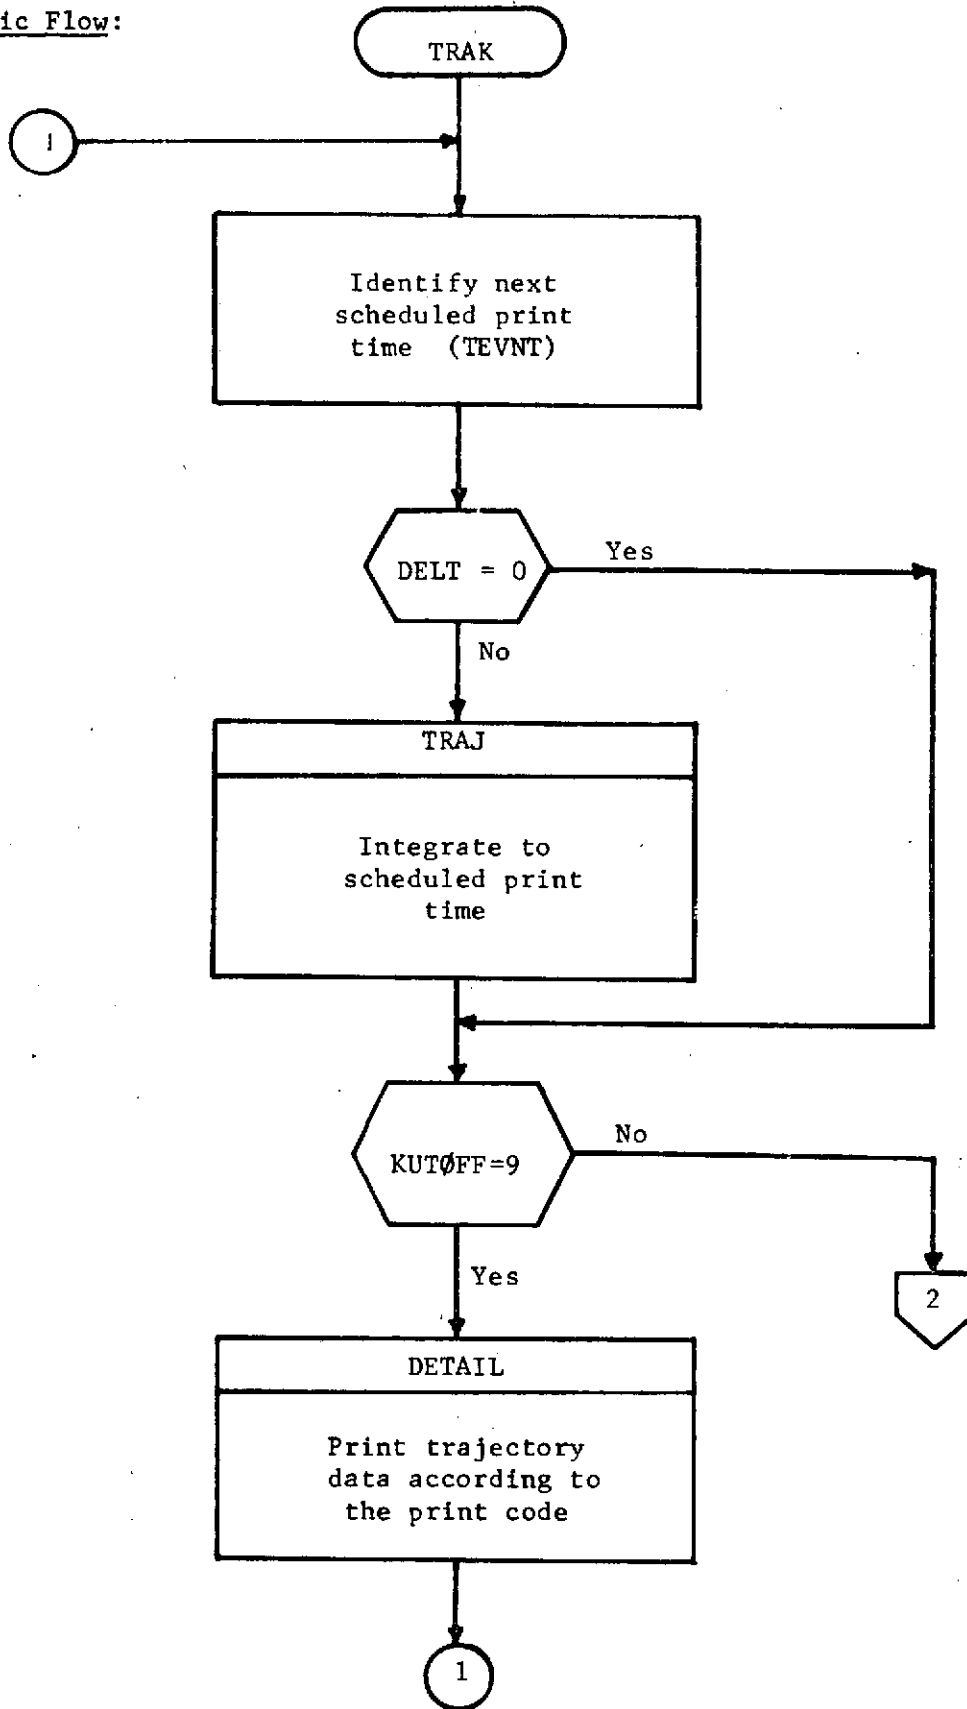 ic Flow:
TRAK
1
Identify next
scheduled print
time (TEVNT)
DELT = 0
Yes
No
TRAJ
Integrate to
scheduled print
time
KUTØFF=9
No
Yes
2
DETAIL
Print trajectory
data according to
the print code
1